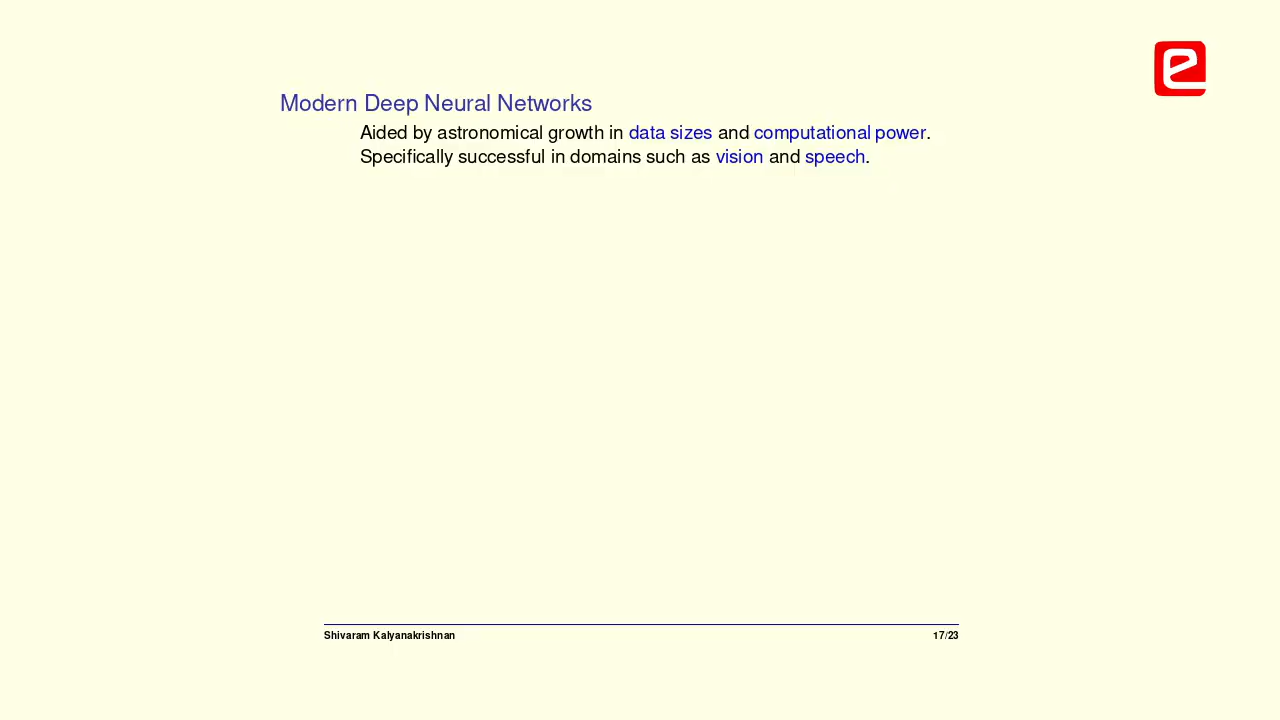 Modern Deep Neural Networks
Aided by astronomical growth in data sizes and computational power.
Specifically successful in domains such as vision and speech.
Shivaram Kalyanakrishnan
17/23